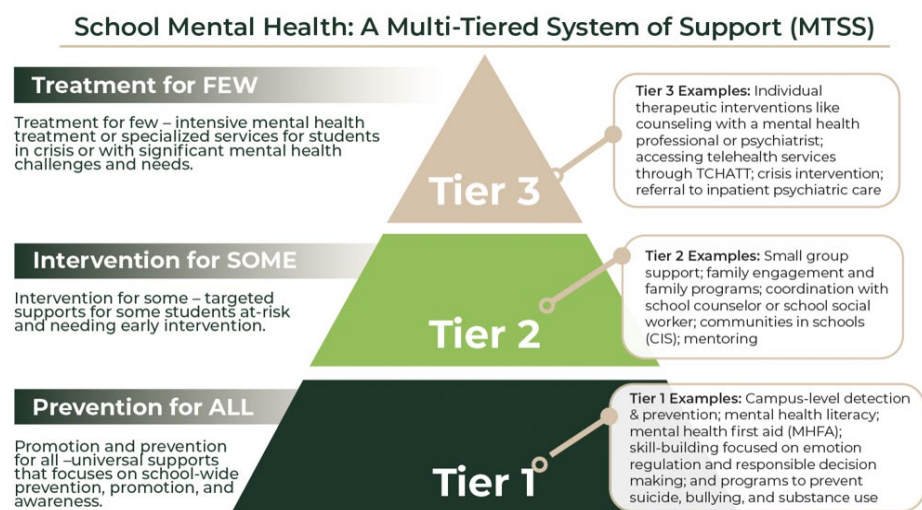 School Mental Health: A Multi-Tiered System of Support (MTSS)
Treatment for FEW
Treatment for few – intensive mental health
treatment or specialized services for students
in crisis or with significant mental health
challenges and needs.
Tier 3
Tier 3 Examples: Individual
therapeutic interventions like
counseling with a mental health
professional or psychiatrist;
accessing telehealth services
through TCHATT; crisis intervention;
referral to inpatient psychiatric care
Intervention for SOME
Intervention for some – targeted
supports for some students at-risk
and needing early intervention.
Tier 2
Tier 2 Examples: Small group
support; family engagement and
family programs; coordination with
school counselor or school social
worker; communities in schools
(CIS); mentoring
Prevention for ALL
Promotion and prevention
for all –universal supports
that focuses on school-wide
prevention, promotion, and
awareness.
Tier 1
Tier 1 Examples: Campus-level detection
& prevention; mental health literacy;
mental health first aid (MHFA);
skill-building focused on emotion
regulation and responsible decision
making; and programs to prevent
suicide, bullying, and substance use